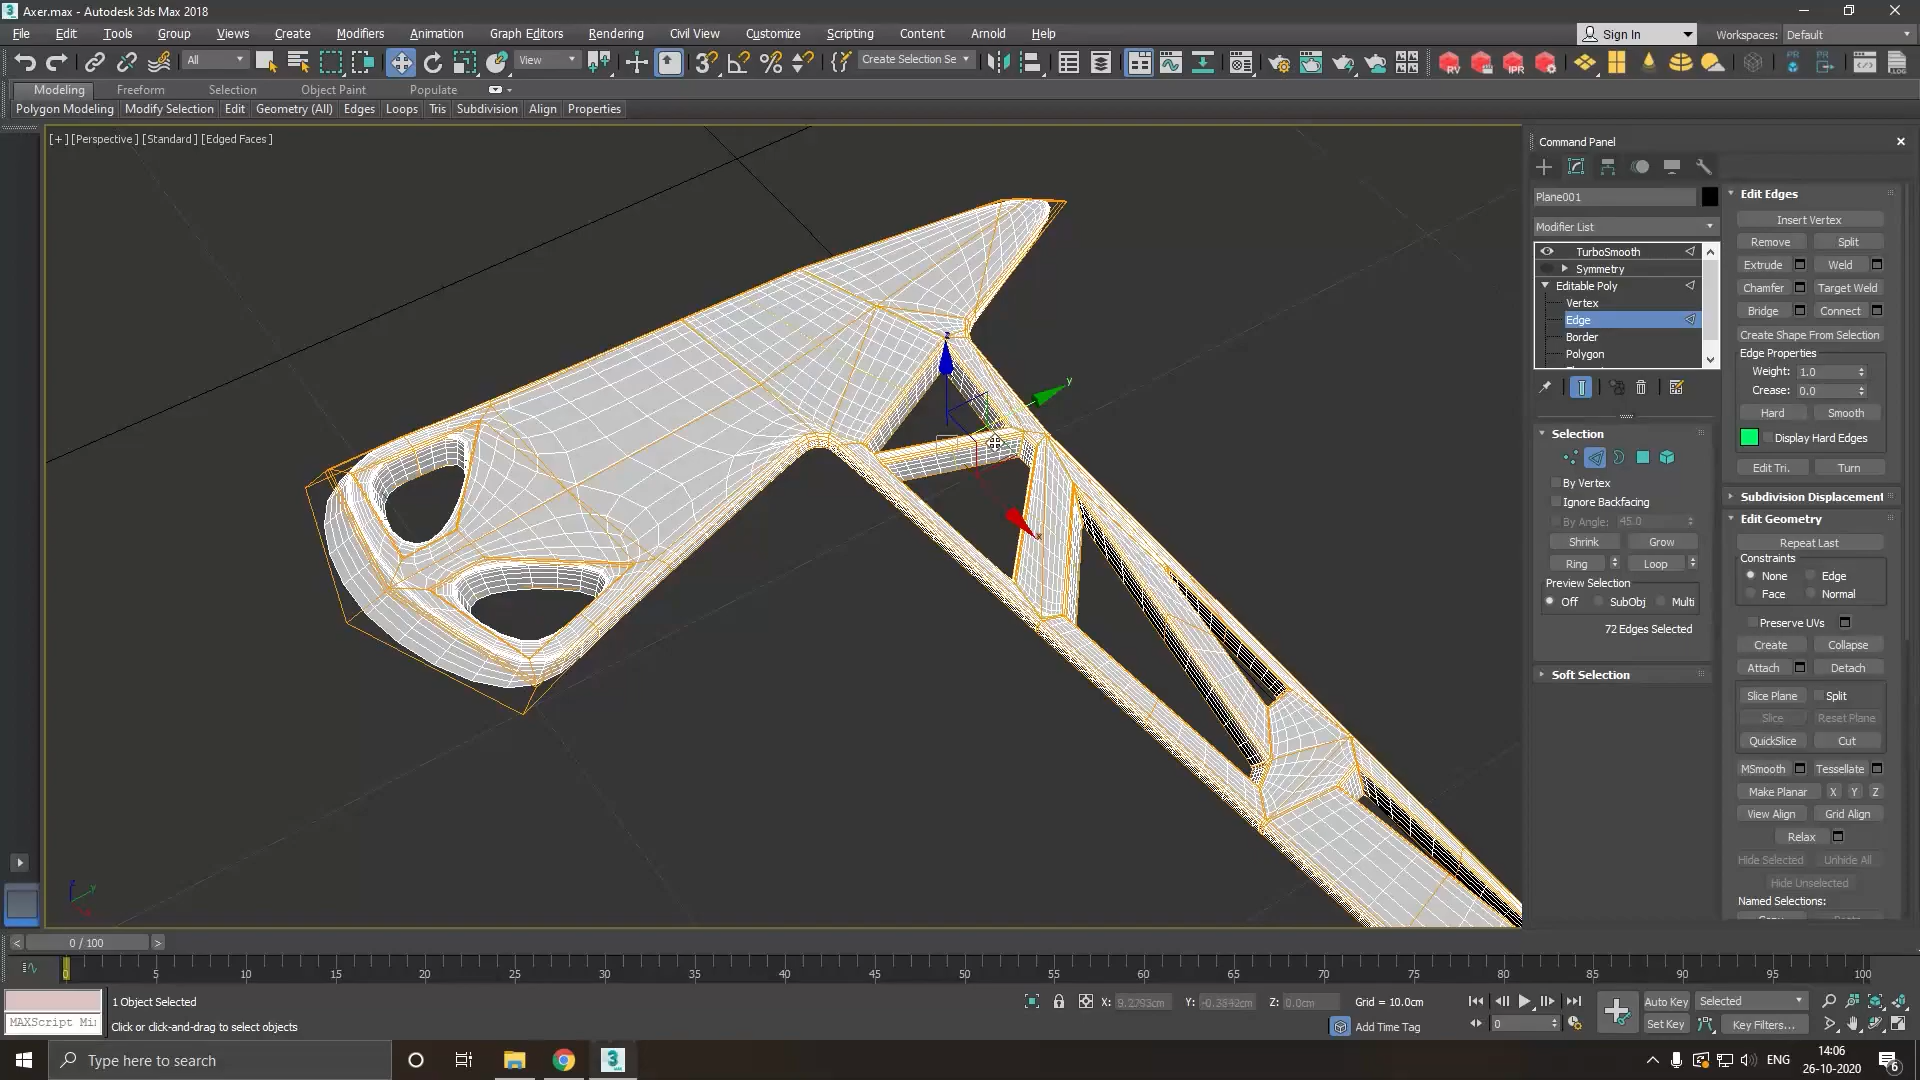 Axer.max - Autodesk 3ds Max 2018
File Edit Tools Group Views Create Modifiers Animation Graph Editors Rendering Civil View Customize Scripting Content Arnold Help
Sign In
Workspaces: Default
All
View
Create Selection Se
RV
IPR
LOG
Modeling Freeform Selection Object Paint Populate
Polygon Modeling Modify Selection Edit Geometry (All) Edges Loops Tris Subdivision Align Properties
[+] [Perspective] [Standard] [Edged Faces]
z
y
x
Command Panel
Plane001
Modifier List
TurboSmooth
Symmetry
Editable Poly
Vertex
Edge
Border
Polygon
Selection
By Vertex
Ignore Backfacing
By Angle: 45.0
Shrink Grow
Ring Loop
Preview Selection
Off SubObj Multi
72 Edges Selected
Soft Selection
Edit Edges
Insert Vertex
Remove Split
Extrude Weld
Chamfer Target Weld
Bridge Connect
Create Shape From Selection
Edge Properties
Weight: 1.0
Crease: 0.0
Hard Smooth
Display Hard Edges
Edit Tri. Turn
Subdivision Displacement
Edit Geometry
Repeat Last
Constraints
None Edge
Face Normal
Preserve UVs
Create Collapse
Attach Detach
Slice Plane Split
Slice Reset Plane
QuickSlice Cut
MSmooth Tessellate
Make Planar X Y Z
View Align Grid Align
Relax
Hide Selected Unhide All
Hide Unselected
Named Selections:
< 0 / 100 >
0 5 10 15 20 25 30 35 40 45 50 55 60 65 70 75 80 85 90 95 100
1 Object Selected
X: Y: Z: 0.0cm Grid = 10.0cm
Auto Key Selected
MAXScript Mi
Click or click-and-drag to select objects
Add Time Tag
0
Set Key Key Filters...
Type here to search
ENG
14:06
26-10-2020
6